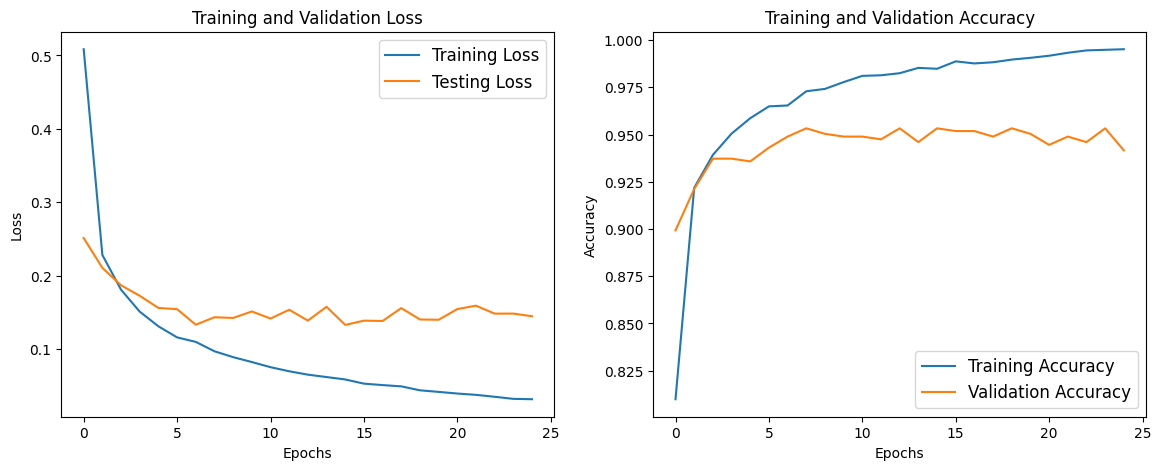 Training and Validation Loss
Training Loss
Testing Loss
0.5
0.4
0.3
0.2
0.1
Loss
0
5
10
15
20
25
Epochs
Training and Validation Accuracy
1.000
0.975
0.950
0.925
0.900
0.875
0.850
0.825
Accuracy
Training Accuracy
Validation Accuracy
0
5
10
15
20
25
Epochs